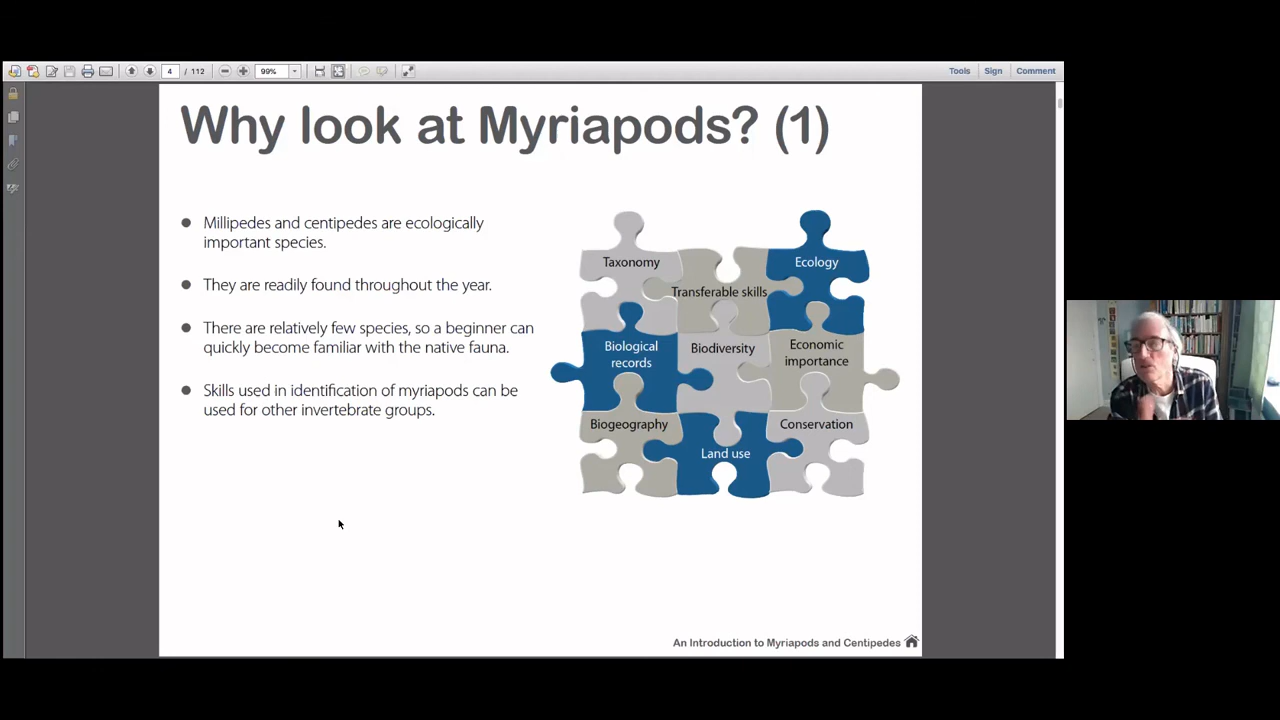 4 / 112
99%
Tools Sign Comment
Why look at Myriapods? (1)
Millipedes and centipedes are ecologically
important species.
They are readily found throughout the year.
There are relatively few species, so a beginner can
quickly become familiar with the native fauna.
Skills used in identification of myriapods can be
used for other invertebrate groups.
Taxonomy
Transferable skills
Ecology
Biological
records
Biodiversity
Economic
importance
Biogeography
Land use
Conservation
An Introduction to Myriapods and Centipedes